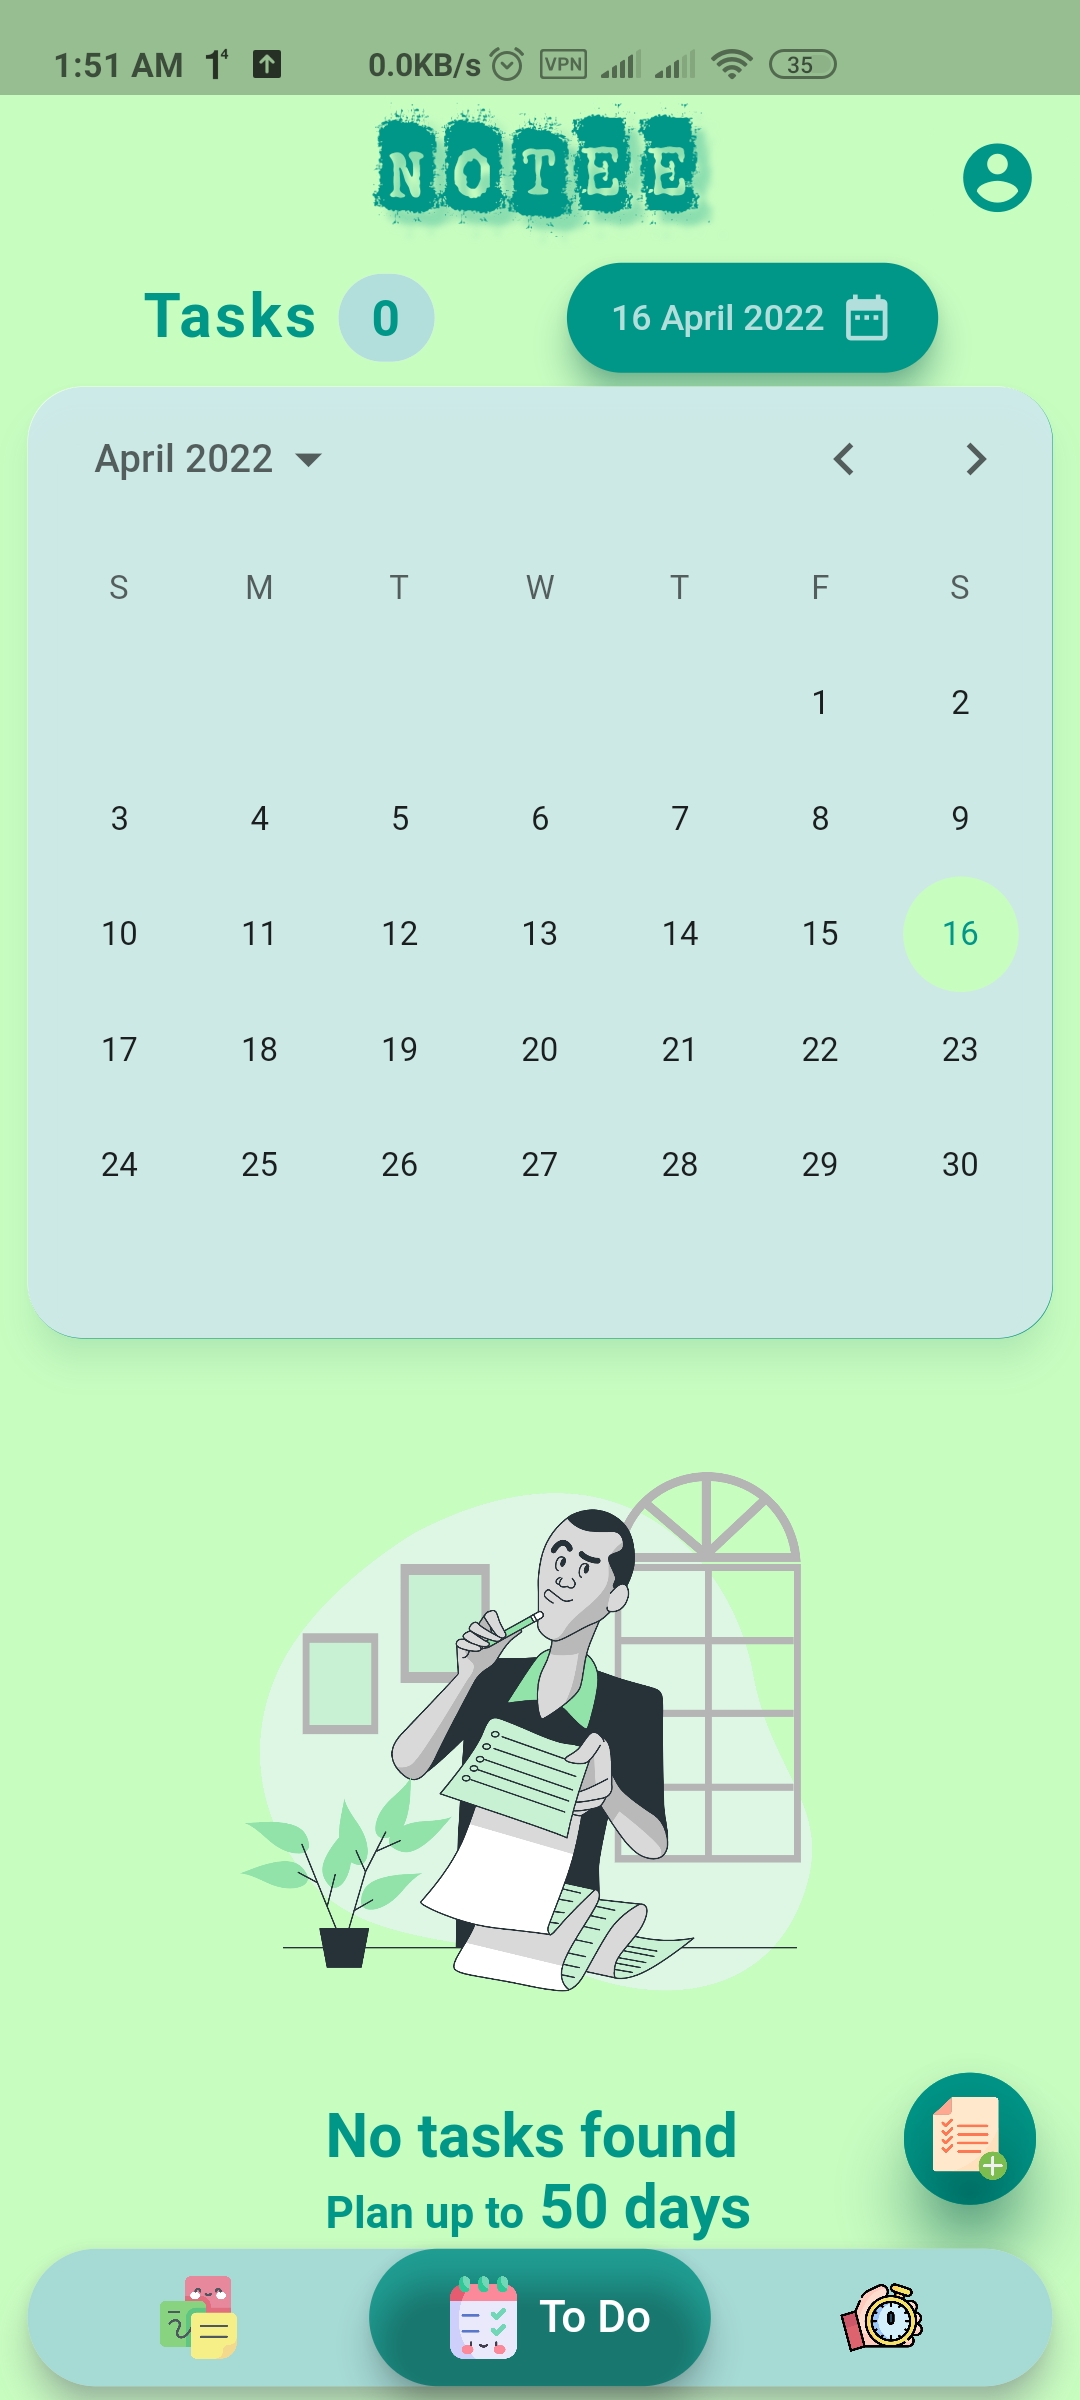 1:51 AM 1⁴ 0.0KB/s VPN 35
NOTEE
Tasks 0 16 April 2022
April 2022
S M T W T F S
1 2
3 4 5 6 7 8 9
10 11 12 13 14 15 16
17 18 19 20 21 22 23
24 25 26 27 28 29 30
No tasks found
Plan up to 50 days
To Do 0